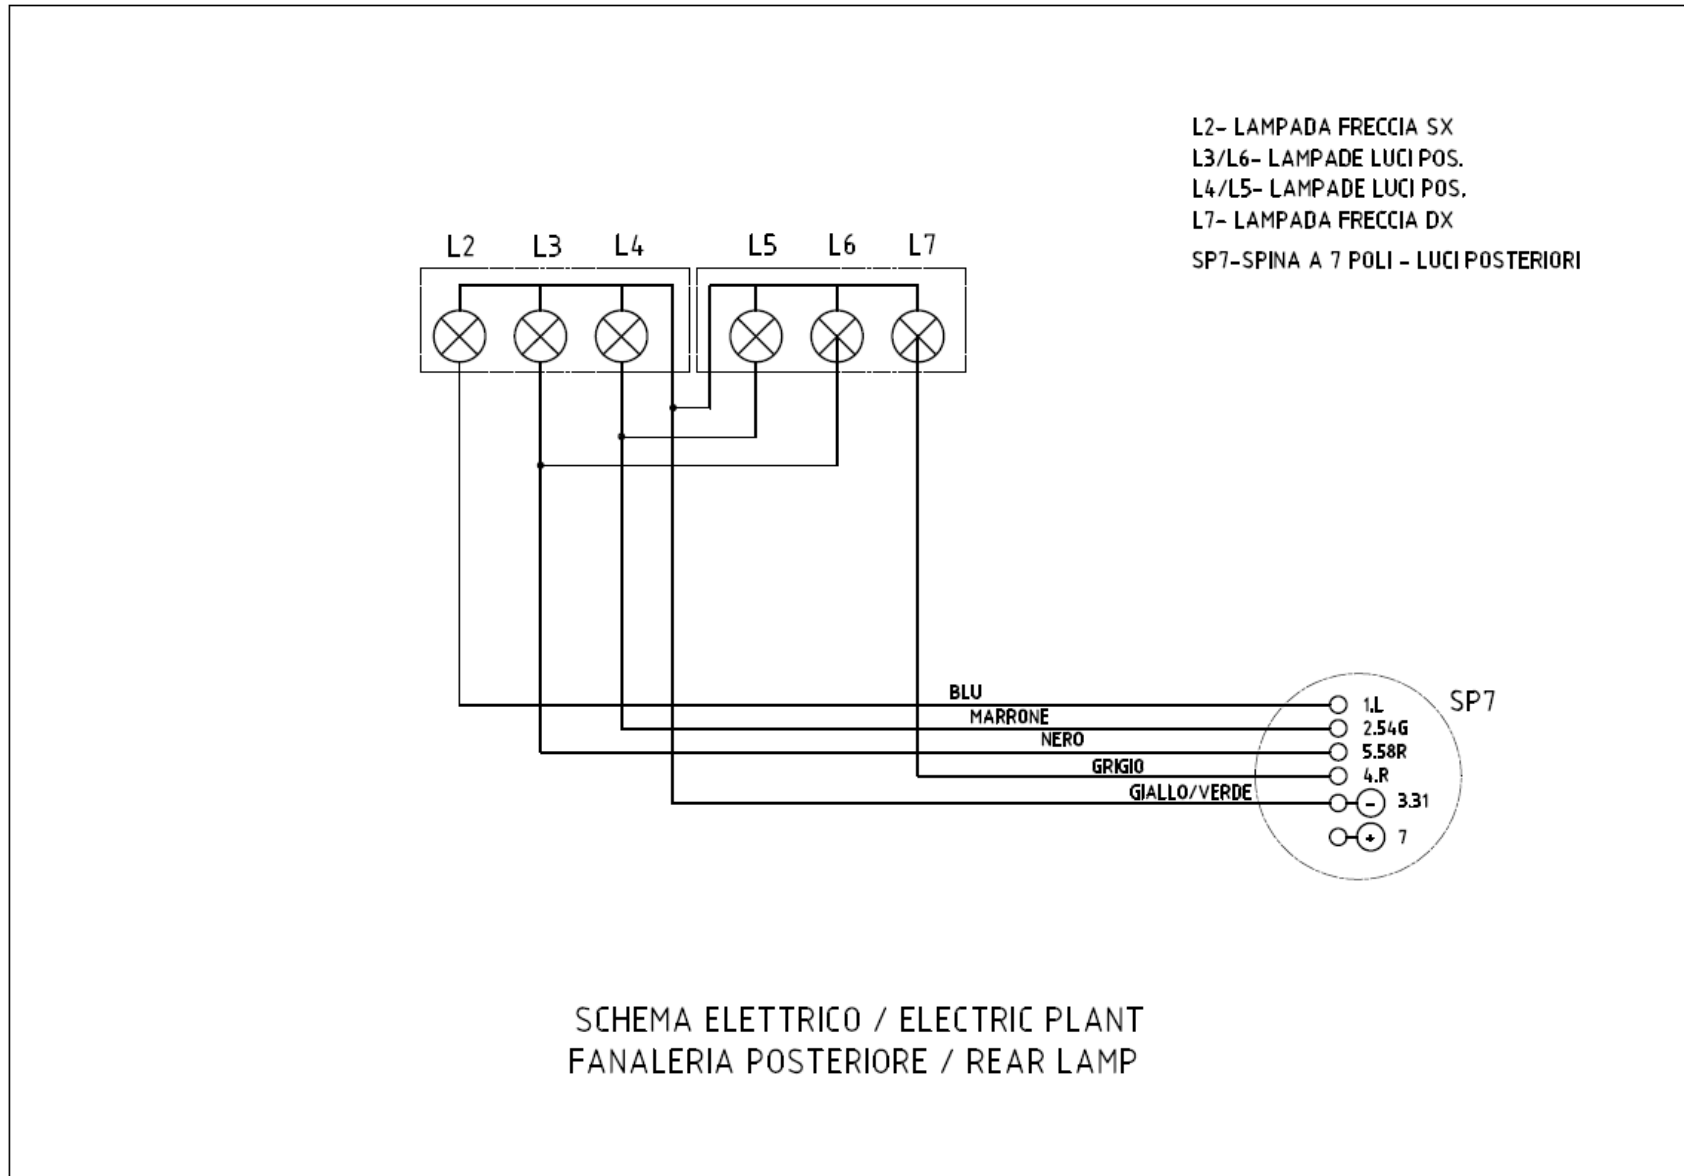 L2- LAMPADA FRECCIA SX
L3/L6- LAMPADE LUCI POS.
L4/L5- LAMPADE LUCI POS.
L7- LAMPADA FRECCIA DX
SP7-SPINA A 7 POLI - LUCI POSTERIORI
L2 L3 L4 L5 L6 L7
BLU
MARRONE
NERO
GRIGIO
GIALLO/VERDE
SP7
1.L
2.54G
5.58R
4.R
- 3.31
+ 7
SCHEMA ELETTRICO / ELECTRIC PLANT
FANALERIA POSTERIORE / REAR LAMP